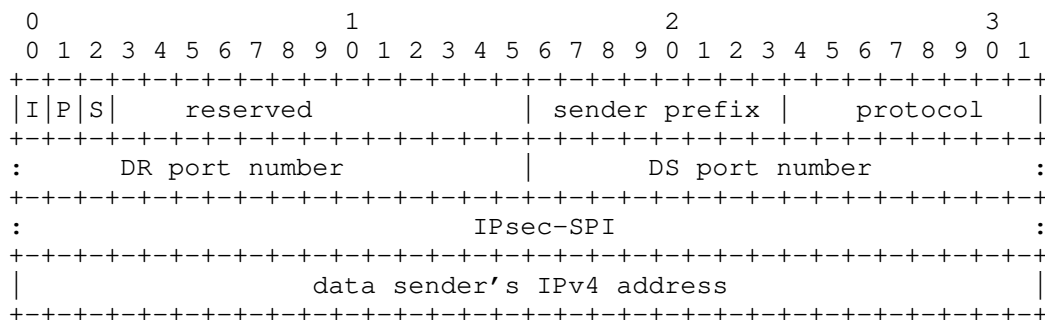 0                   1                   2                   3
 0 1 2 3 4 5 6 7 8 9 0 1 2 3 4 5 6 7 8 9 0 1 2 3 4 5 6 7 8 9 0 1
+-+-+-+-+-+-+-+-+-+-+-+-+-+-+-+-+-+-+-+-+-+-+-+-+-+-+-+-+-+-+-+-+
|I|P|S|    reserved             | sender prefix |    protocol   |
+-+-+-+-+-+-+-+-+-+-+-+-+-+-+-+-+-+-+-+-+-+-+-+-+-+-+-+-+-+-+-+-+
:      DR port number           |       DS port number          :
+-+-+-+-+-+-+-+-+-+-+-+-+-+-+-+-+-+-+-+-+-+-+-+-+-+-+-+-+-+-+-+-+
:                            IPsec-SPI                          :
+-+-+-+-+-+-+-+-+-+-+-+-+-+-+-+-+-+-+-+-+-+-+-+-+-+-+-+-+-+-+-+-+
|                  data sender's IPv4 address                   |
+-+-+-+-+-+-+-+-+-+-+-+-+-+-+-+-+-+-+-+-+-+-+-+-+-+-+-+-+-+-+-+-+